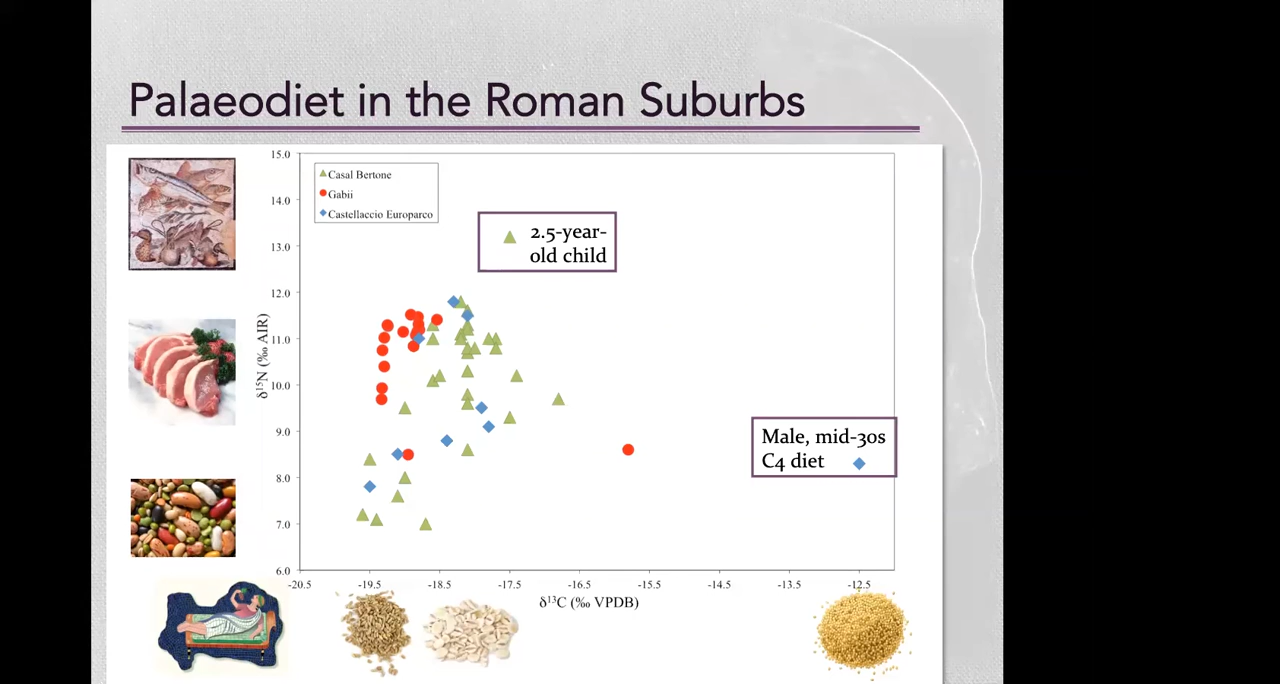 Palaeodiet in the Roman Suburbs
15.0
14.0
13.0
12.0
11.0
10.0
9.0
8.0
7.0
6.0
δ¹⁵N (‰ AIR)
Casal Bertone
Gabii
Castellaccio Europarco
2.5-year-
old child
Male, mid-30s
C4 diet
-20.5 -19.5 -18.5 -17.5 -16.5 -15.5 -14.5 -13.5 -12.5
δ¹³C (‰ VPDB)